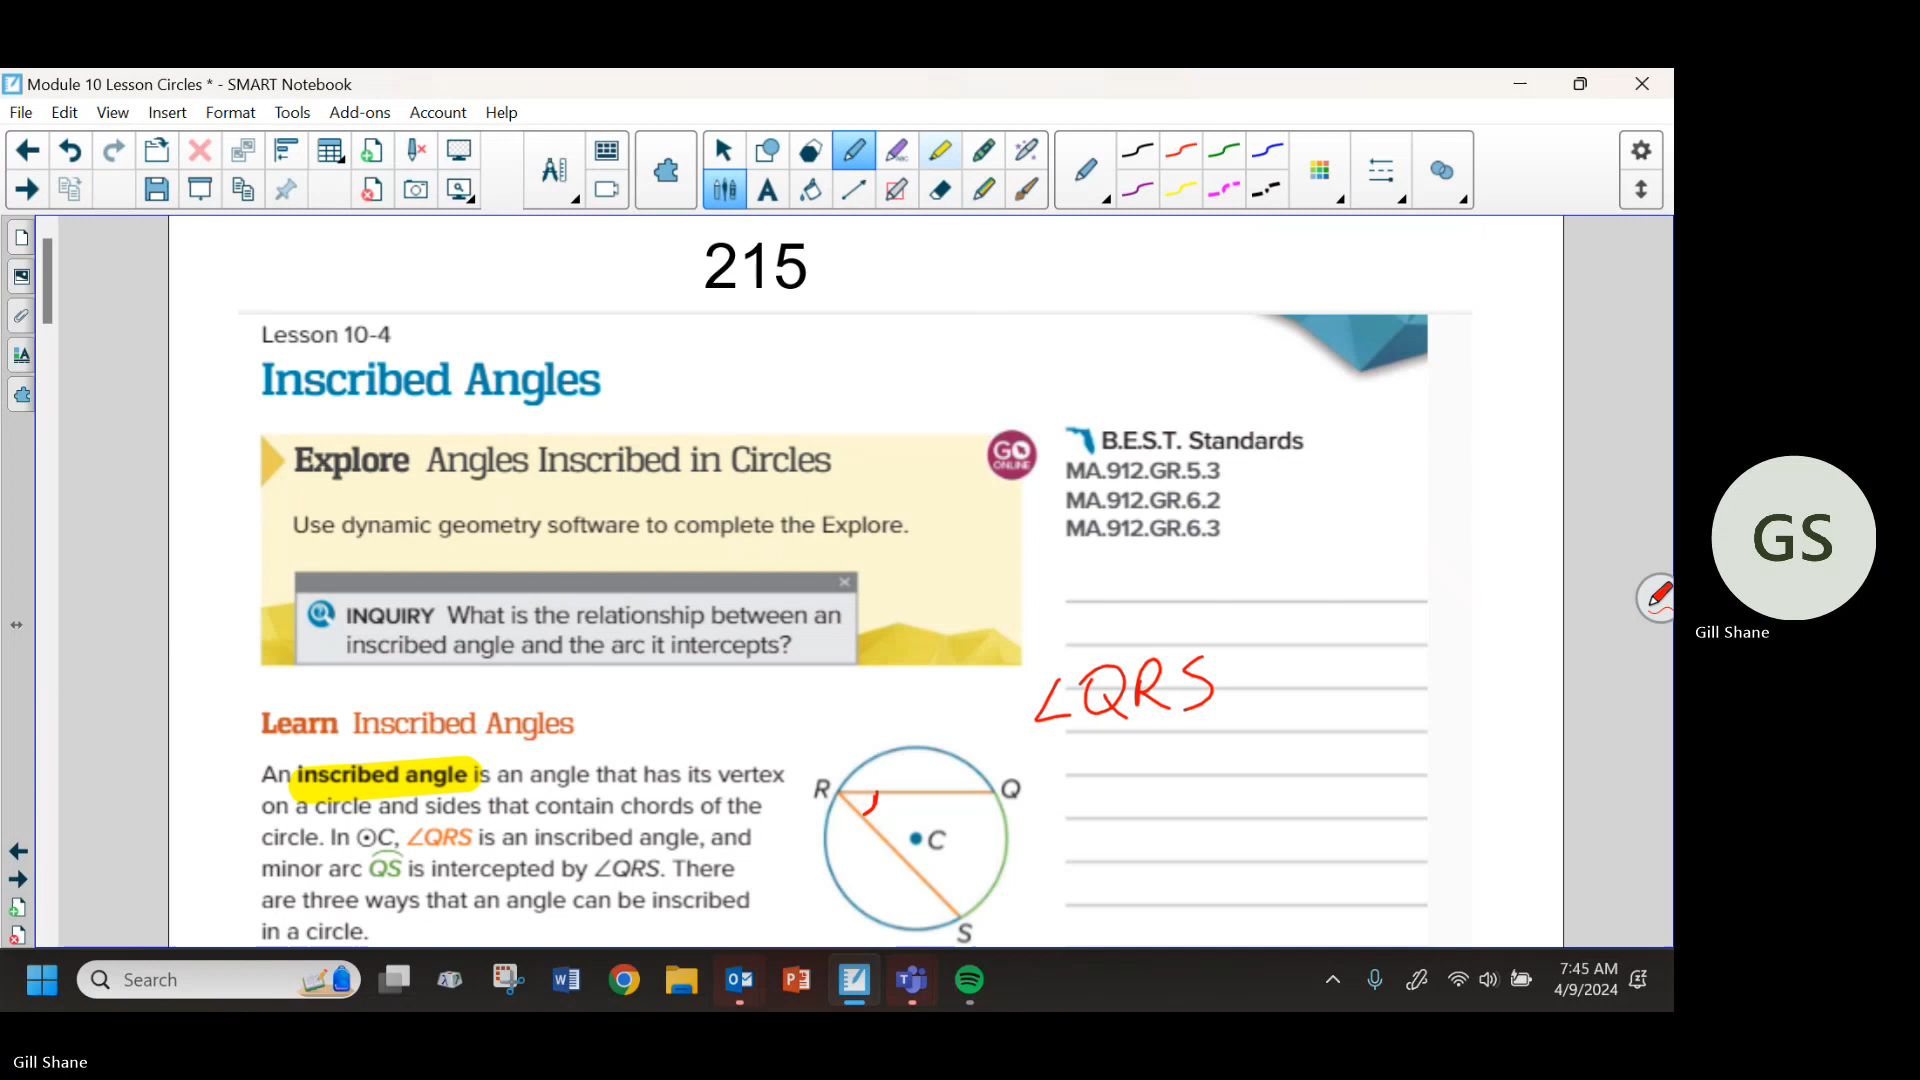 Module 10 Lesson Circles * - SMART Notebook
File Edit View Insert Format Tools Add-ons Account Help
215
Lesson 10-4
Inscribed Angles
Explore Angles Inscribed in Circles
GO
ONLINE
Use dynamic geometry software to complete the Explore.
INQUIRY What is the relationship between an
inscribed angle and the arc it intercepts?
B.E.S.T. Standards
MA.912.GR.5.3
MA.912.GR.6.2
MA.912.GR.6.3
∠QRS
Learn Inscribed Angles
An inscribed angle is an angle that has its vertex
on a circle and sides that contain chords of the
circle. In ⊙C, ∠QRS is an inscribed angle, and
minor arc QS is intercepted by ∠QRS. There
are three ways that an angle can be inscribed
in a circle.
R
Q
C
S
GS
Gill Shane
Search
7:45 AM
4/9/2024
Gill Shane